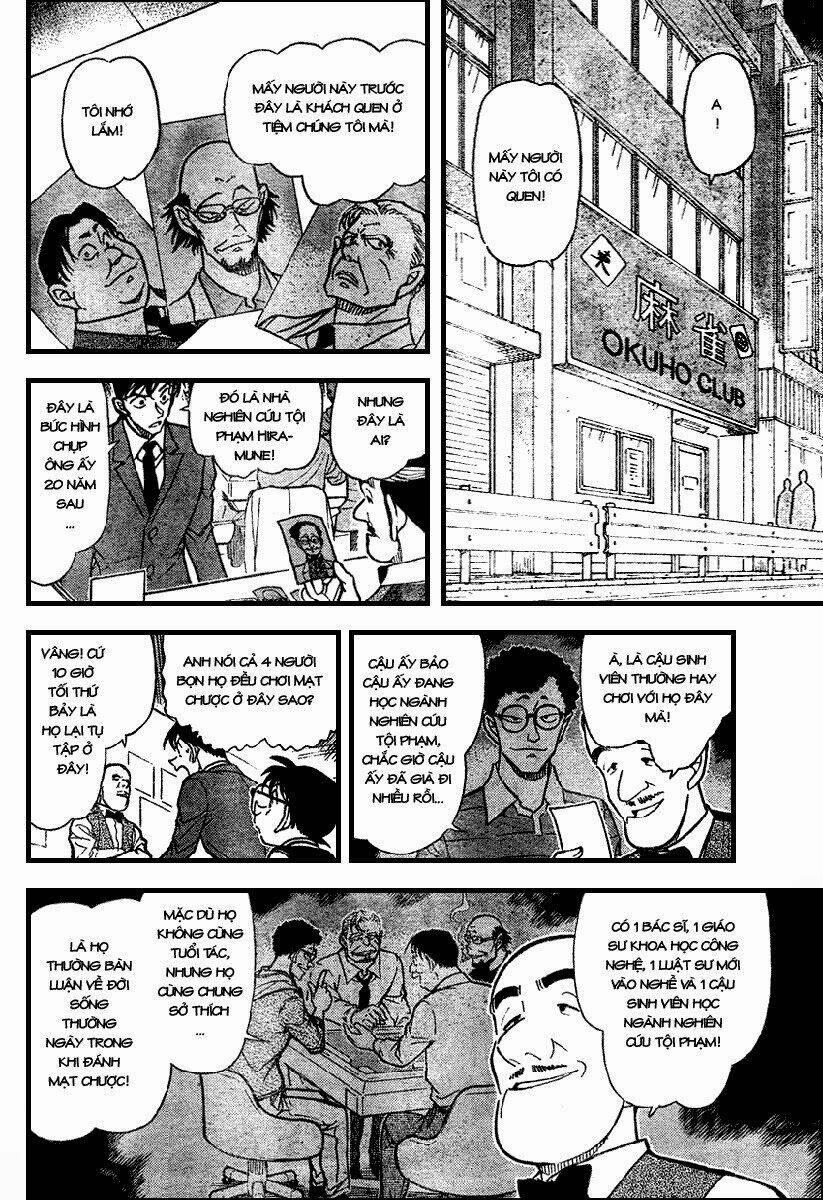 A
!
MẤY NGƯỜI
NÀY TÔI CÓ
QUEN!
麻雀
OKUHO CLUB
MẤY NGƯỜI NÀY TRƯỚC
ĐÂY LÀ KHÁCH QUEN Ở
TIỆM CHÚNG TÔI MÀ!
TÔI NHỚ
LẮM!
NHƯNG
ĐÂY LÀ
AI?
ĐÓ LÀ NHÀ
NGHIÊN CỨU TỘI
PHẠM HIRA-
MUNE!
ĐÂY LÀ
BỨC HÌNH
CHỤP
ÔNG ẤY
20 NĂM
SAU
...
À, LÀ CẬU SINH
VIÊN THƯỜNG HAY
CHƠI VỚI HỌ ĐÂY
MÀ!
CẬU ẤY BẢO
CẬU ẤY ĐANG
HỌC NGÀNH
NGHIÊN CỨU
TỘI PHẠM,
CHẮC GIỜ CẬU
ẤY ĐÃ GIÀ ĐI
NHIỀU RỒI...
ANH NÓI CẢ 4 NGƯỜI
BỌN HỌ ĐỀU CHƠI MẠT
CHƯỢC Ở ĐÂY SAO?
VÂNG! CỨ
10 GIỜ
TỐI THỨ
BẢY LÀ
HỌ LẠI TỤ
TẬP Ở
ĐÂY!
CÓ 1 BÁC SĨ, 1 GIÁO
SƯ KHOA HỌC CÔNG
NGHỆ, 1 LUẬT SƯ MỚI
VÀO NGHỀ VÀ 1 CẬU
SINH VIÊN HỌC
NGÀNH NGHIÊN
CỨU TỘI PHẠM!
MẶC DÙ HỌ
KHÔNG CÙNG
TUỔI TÁC,
NHƯNG HỌ
CÙNG CHUNG
SỞ THÍCH
...
LÀ HỌ
THƯỜNG BÀN
LUẬN VỀ ĐỜI
SỐNG
THƯỜNG
NGÀY TRONG
KHI ĐÁNH
MẠT CHƯỢC!